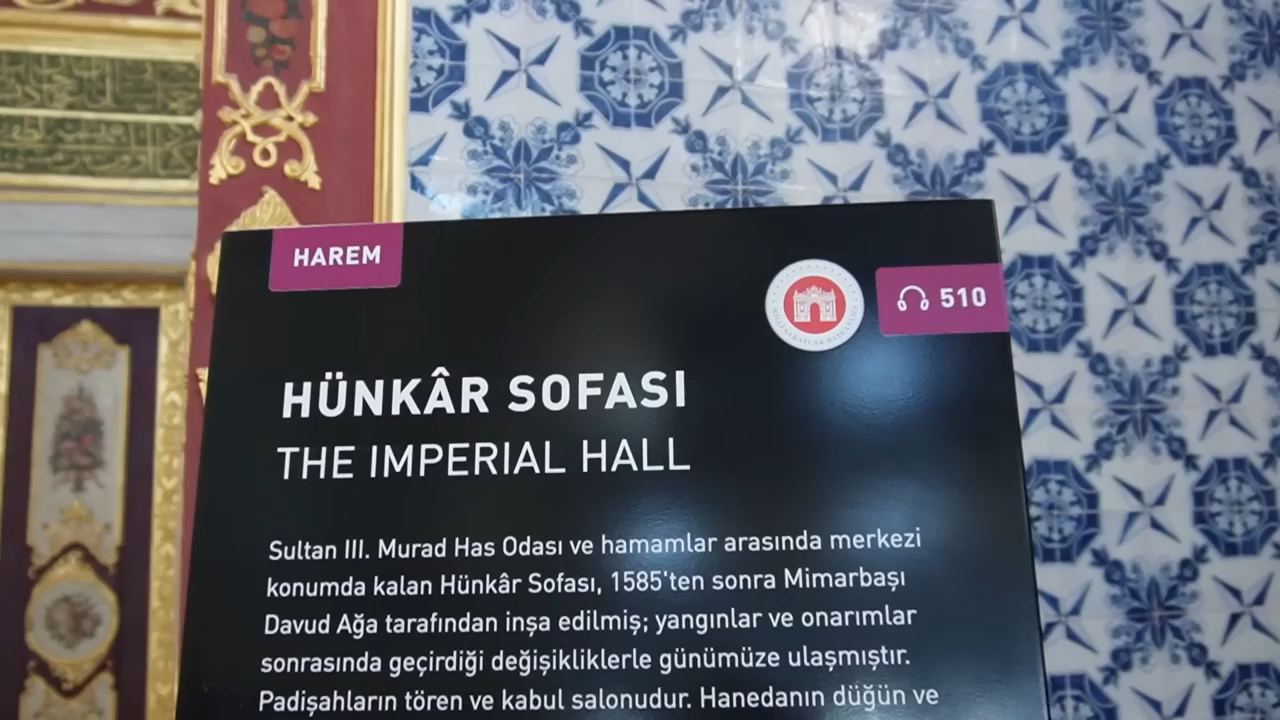 HAREM
510
HÜNKÂR SOFASI
THE IMPERIAL HALL
Sultan III. Murad Has Odası ve hamamlar arasında merkezi
konumda kalan Hünkâr Sofası, 1585'ten sonra Mimarbaşı
Davud Ağa tarafından inşa edilmiş; yangınlar ve onarımlar
sonrasında geçirdiği değişikliklerle günümüze ulaşmıştır.
Padişahların tören ve kabul salonudur. Hanedanın düğün ve